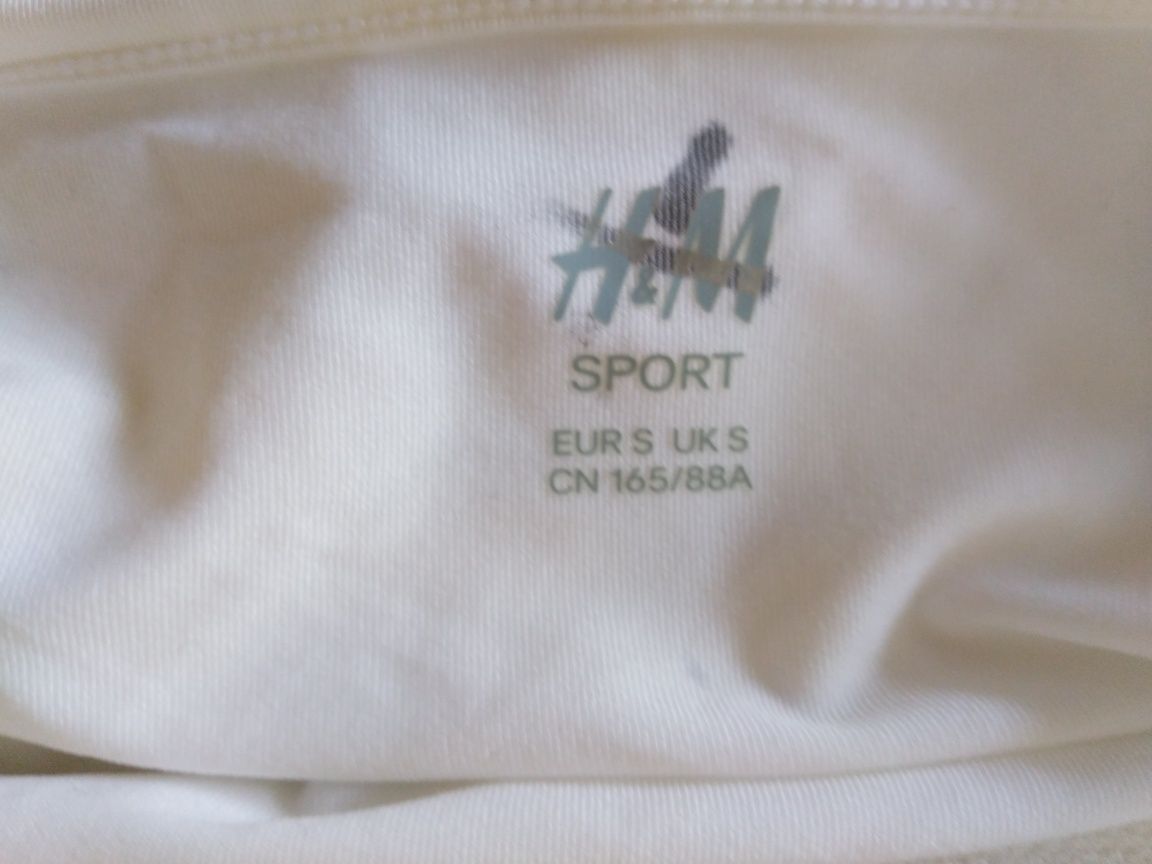 H&M
SPORT
EUR S UK S
CN 165/88A